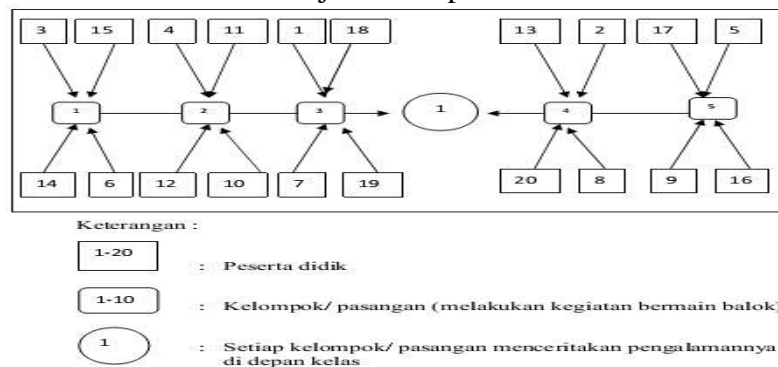 3 15 4 11 1 18 13 2 17 5
1 2 3 1 4 5
14 6 12 10 7 19 20 8 9 16
Keterangan :
1-20 : Peserta didik
1-10 : Kelompok/ pasangan (melakukan kegiatan bermain balok)
1 : Setiap kelompok/ pasangan menceritakan pengalamannya
di depan kelas